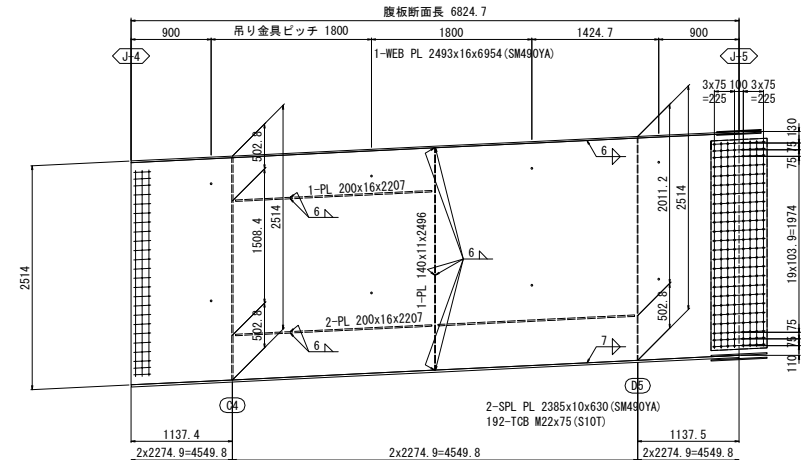 腹板断面長 6824.7
900
吊り金具ピッチ 1800
1800
1424.7
900
J-4
J-5
1-WEB PL 2493x16x6954(SM490YA)
3x75 100 3x75
=225
=225
130
75 75
19x103.9=1974
75 75
110
502.8
1508.4
502.8
2514
2514
1-PL 200x16x2207
6
1-PL 140x11x2496
6
6
2011.2
2514
502.8
2-PL 200x16x2207
6
7
C4
D5
2-SPL PL 2385x10x630(SM490YA)
192-TCB M22x75(S10T)
1137.4
1137.5
2x2274.9=4549.8
2x2274.9=4549.8
2x2274.9=4549.8